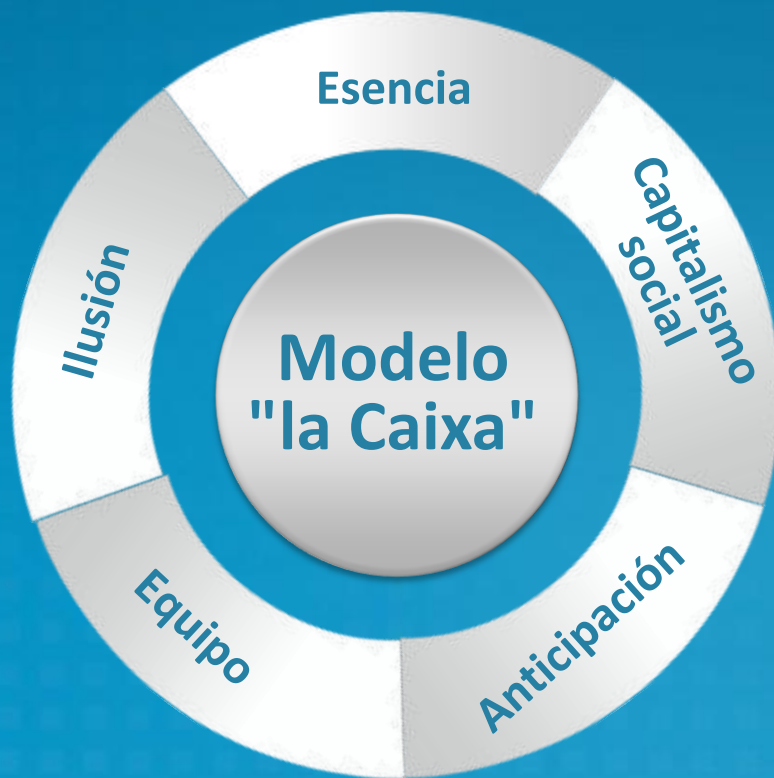 Esencia
Capitalismo
social
Anticipación
Equipo
Ilusión
Modelo
"la Caixa"